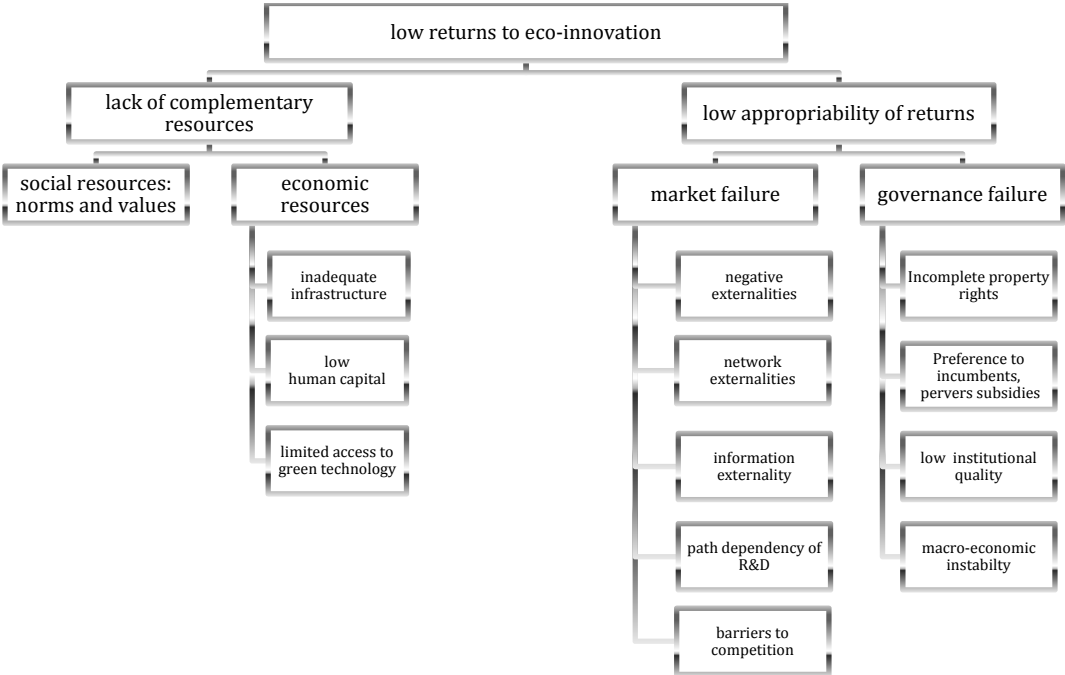 low returns to eco-innovation
lack of complementary
resources
low appropriability of returns
social resources:
norms and values
economic
resources
market failure
governance failure
inadequate
infrastructure
low
human capital
limited access to
green technology
negative
externalities
network
externalities
information
externality
path dependency of
R&D
barriers to
competition
Incomplete property
rights
Preference to
incumbents,
pervers subsidies
low institutional
quality
macro-economic
instabilty